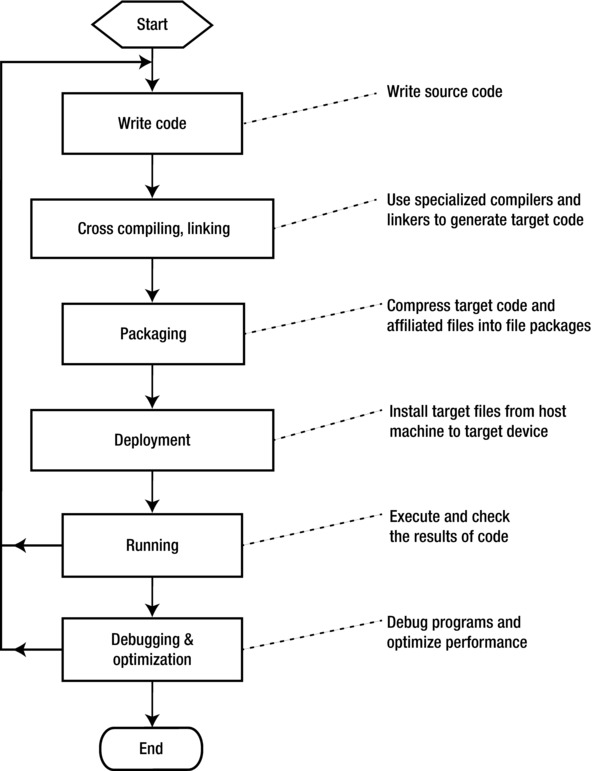 Start
Write code
Write source code
Cross compiling, linking
Use specialized compilers and
linkers to generate target code
Packaging
Compress target code and
affiliated files into file packages
Deployment
Install target files from host
machine to target device
Running
Execute and check
the results of code
Debugging &
optimization
Debug programs and
optimize performance
End